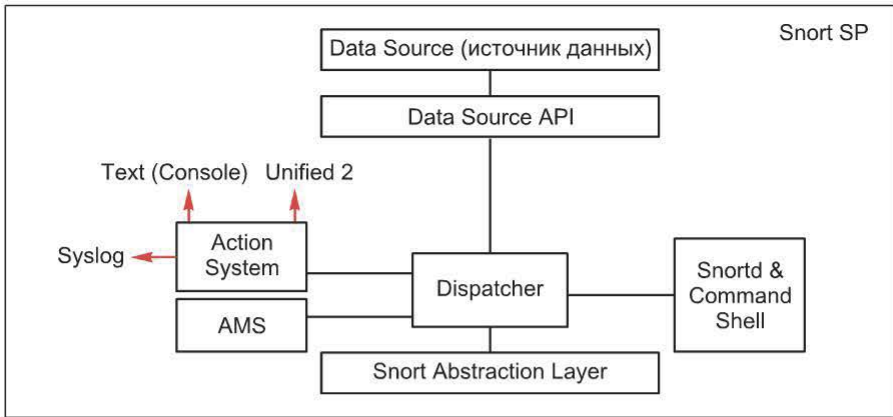 Snort SP
Data Source (источник данных)
Data Source API
Text (Console)
Unified 2
Syslog
Action
System
AMS
Dispatcher
Snortd &
Command
Shell
Snort Abstraction Layer